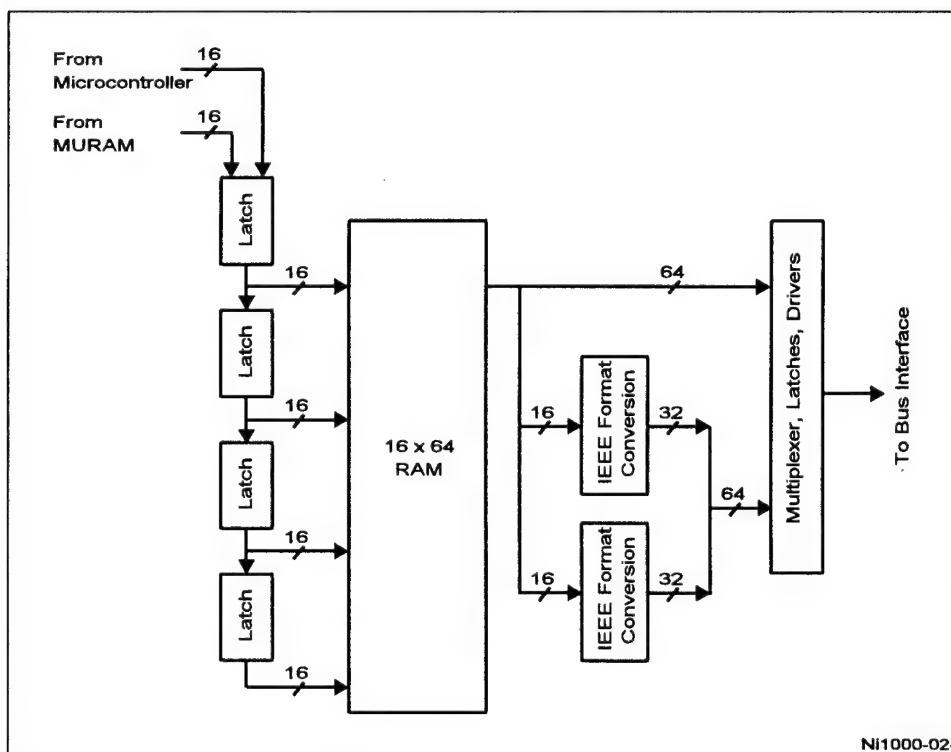 From
Microcontroller
16
From
MURAM
16
Latch
16
Latch
16
Latch
16
Latch
16
16 x 64
RAM
64
16
IEEE Format
Conversion
32
64
16
IEEE Format
Conversion
32
Multiplexer, Latches, Drivers
To Bus Interface
Ni1000-02